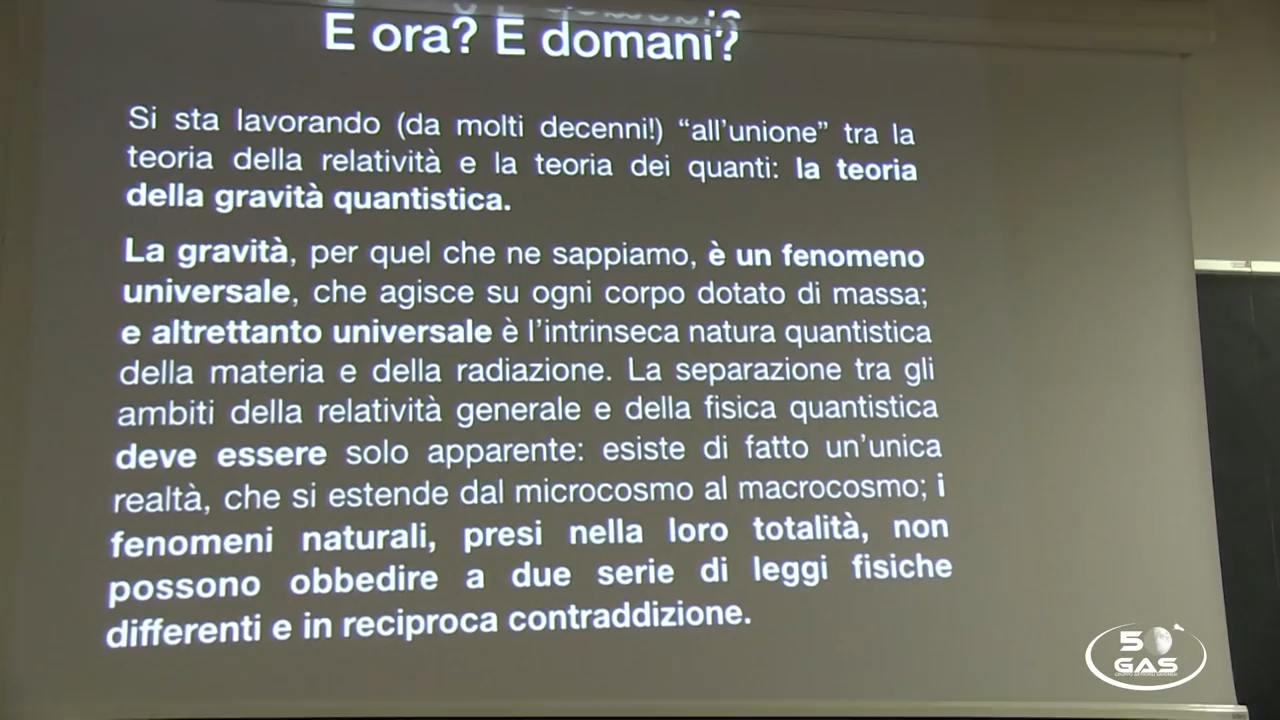 E ora? E domani?
Si sta lavorando (da molti decenni!) “all’unione” tra la
teoria della relatività e la teoria dei quanti: la teoria
della gravità quantistica.
La gravità, per quel che ne sappiamo, è un fenomeno
universale, che agisce su ogni corpo dotato di massa;
e altrettanto universale è l’intrinseca natura quantistica
della materia e della radiazione. La separazione tra gli
ambiti della relatività generale e della fisica quantistica
deve essere solo apparente: esiste di fatto un’unica
realtà, che si estende dal microcosmo al macrocosmo; i
fenomeni naturali, presi nella loro totalità, non
possono obbedire a due serie di leggi fisiche
differenti e in reciproca contraddizione.
50
GAS